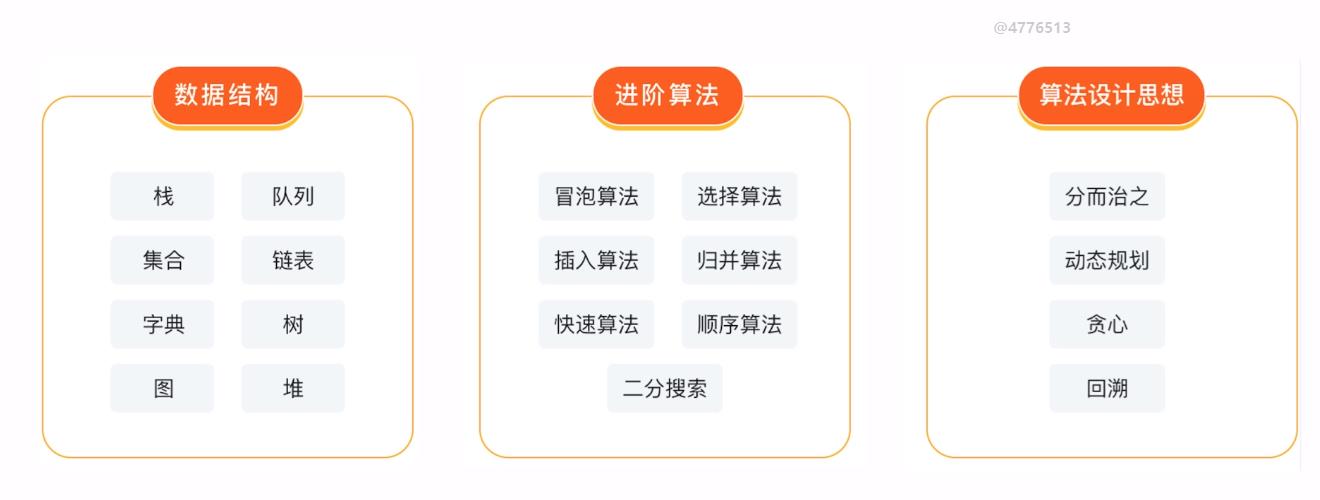 @4776513
数据结构
栈
队列
集合
链表
字典
树
图
堆
进阶算法
冒泡算法
选择算法
插入算法
归并算法
快速算法
顺序算法
二分搜索
算法设计思想
分而治之
动态规划
贪心
回溯